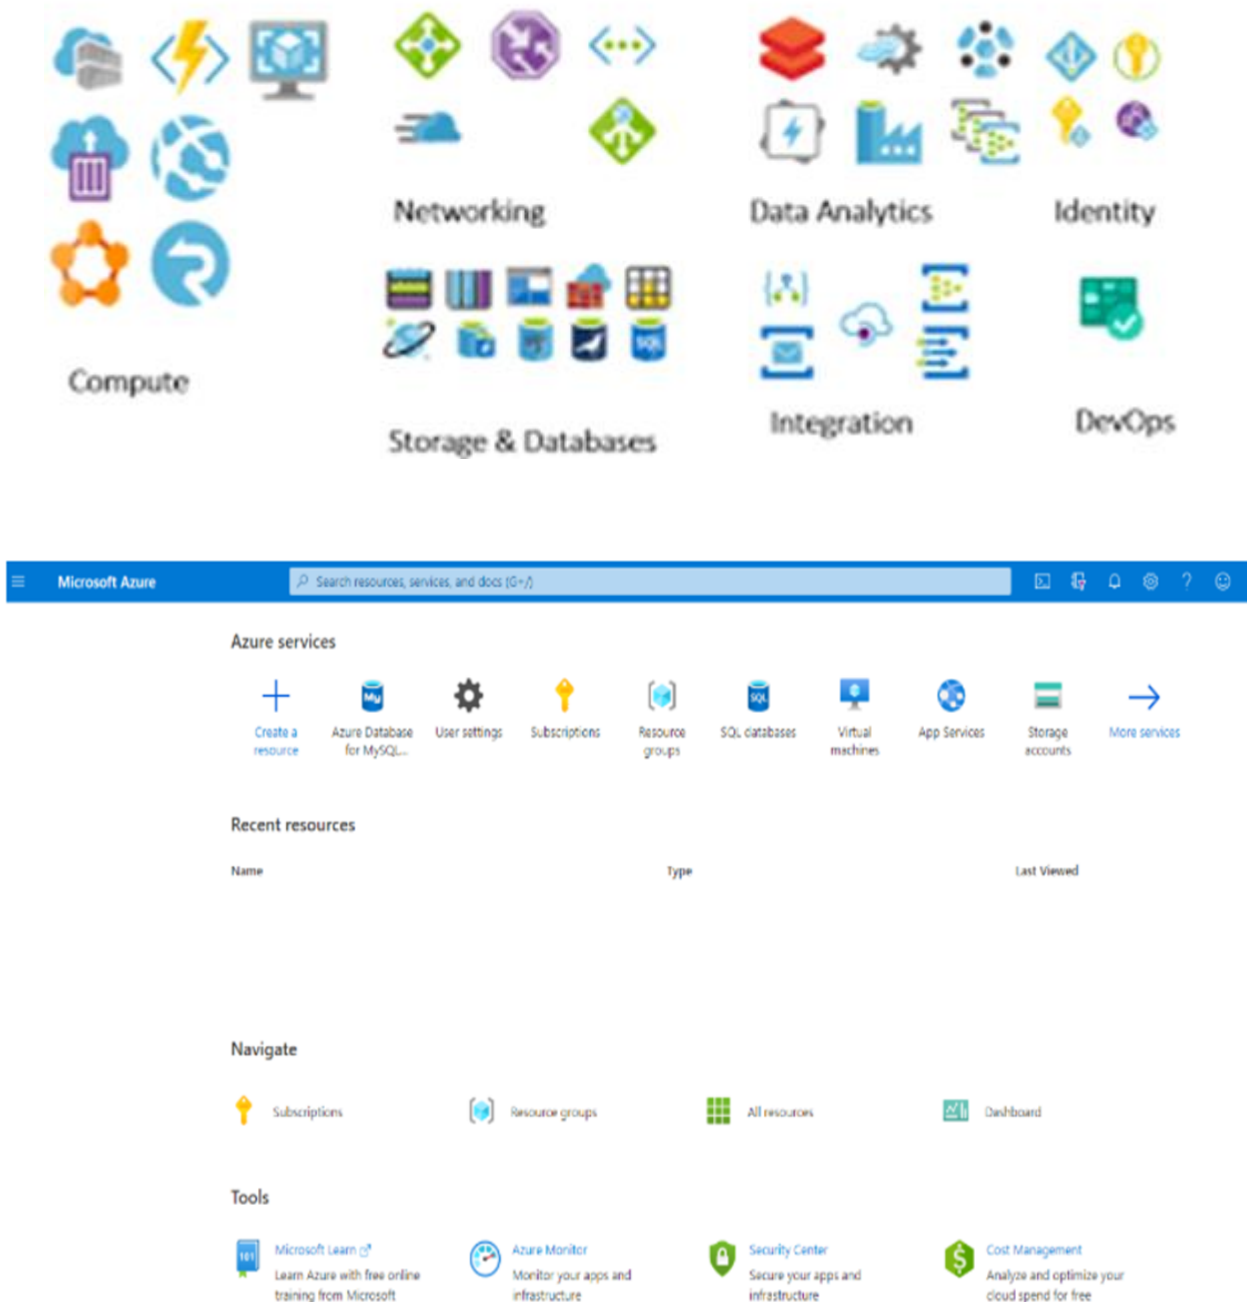 Networking
Data Analytics
Identity
Compute
SQL
Storage & Databases
Integration
DevOps
Microsoft Azure
Search resources, services, and docs (G+/)
Azure services
My
SQL
Create a
resource
Azure Database
for MySQL...
User settings
Subscriptions
Resource
groups
SQL databases
Virtual
machines
App Services
Storage
accounts
More services
Recent resources
Name
Type
Last Viewed
Navigate
Subscriptions
Resource groups
All resources
Dashboard
Tools
101
Microsoft Learn
Learn Azure with free online
training from Microsoft
Azure Monitor
Monitor your apps and
infrastructure
Security Center
Secure your apps and
infrastructure
$
Cost Management
Analyze and optimize your
cloud spend for free